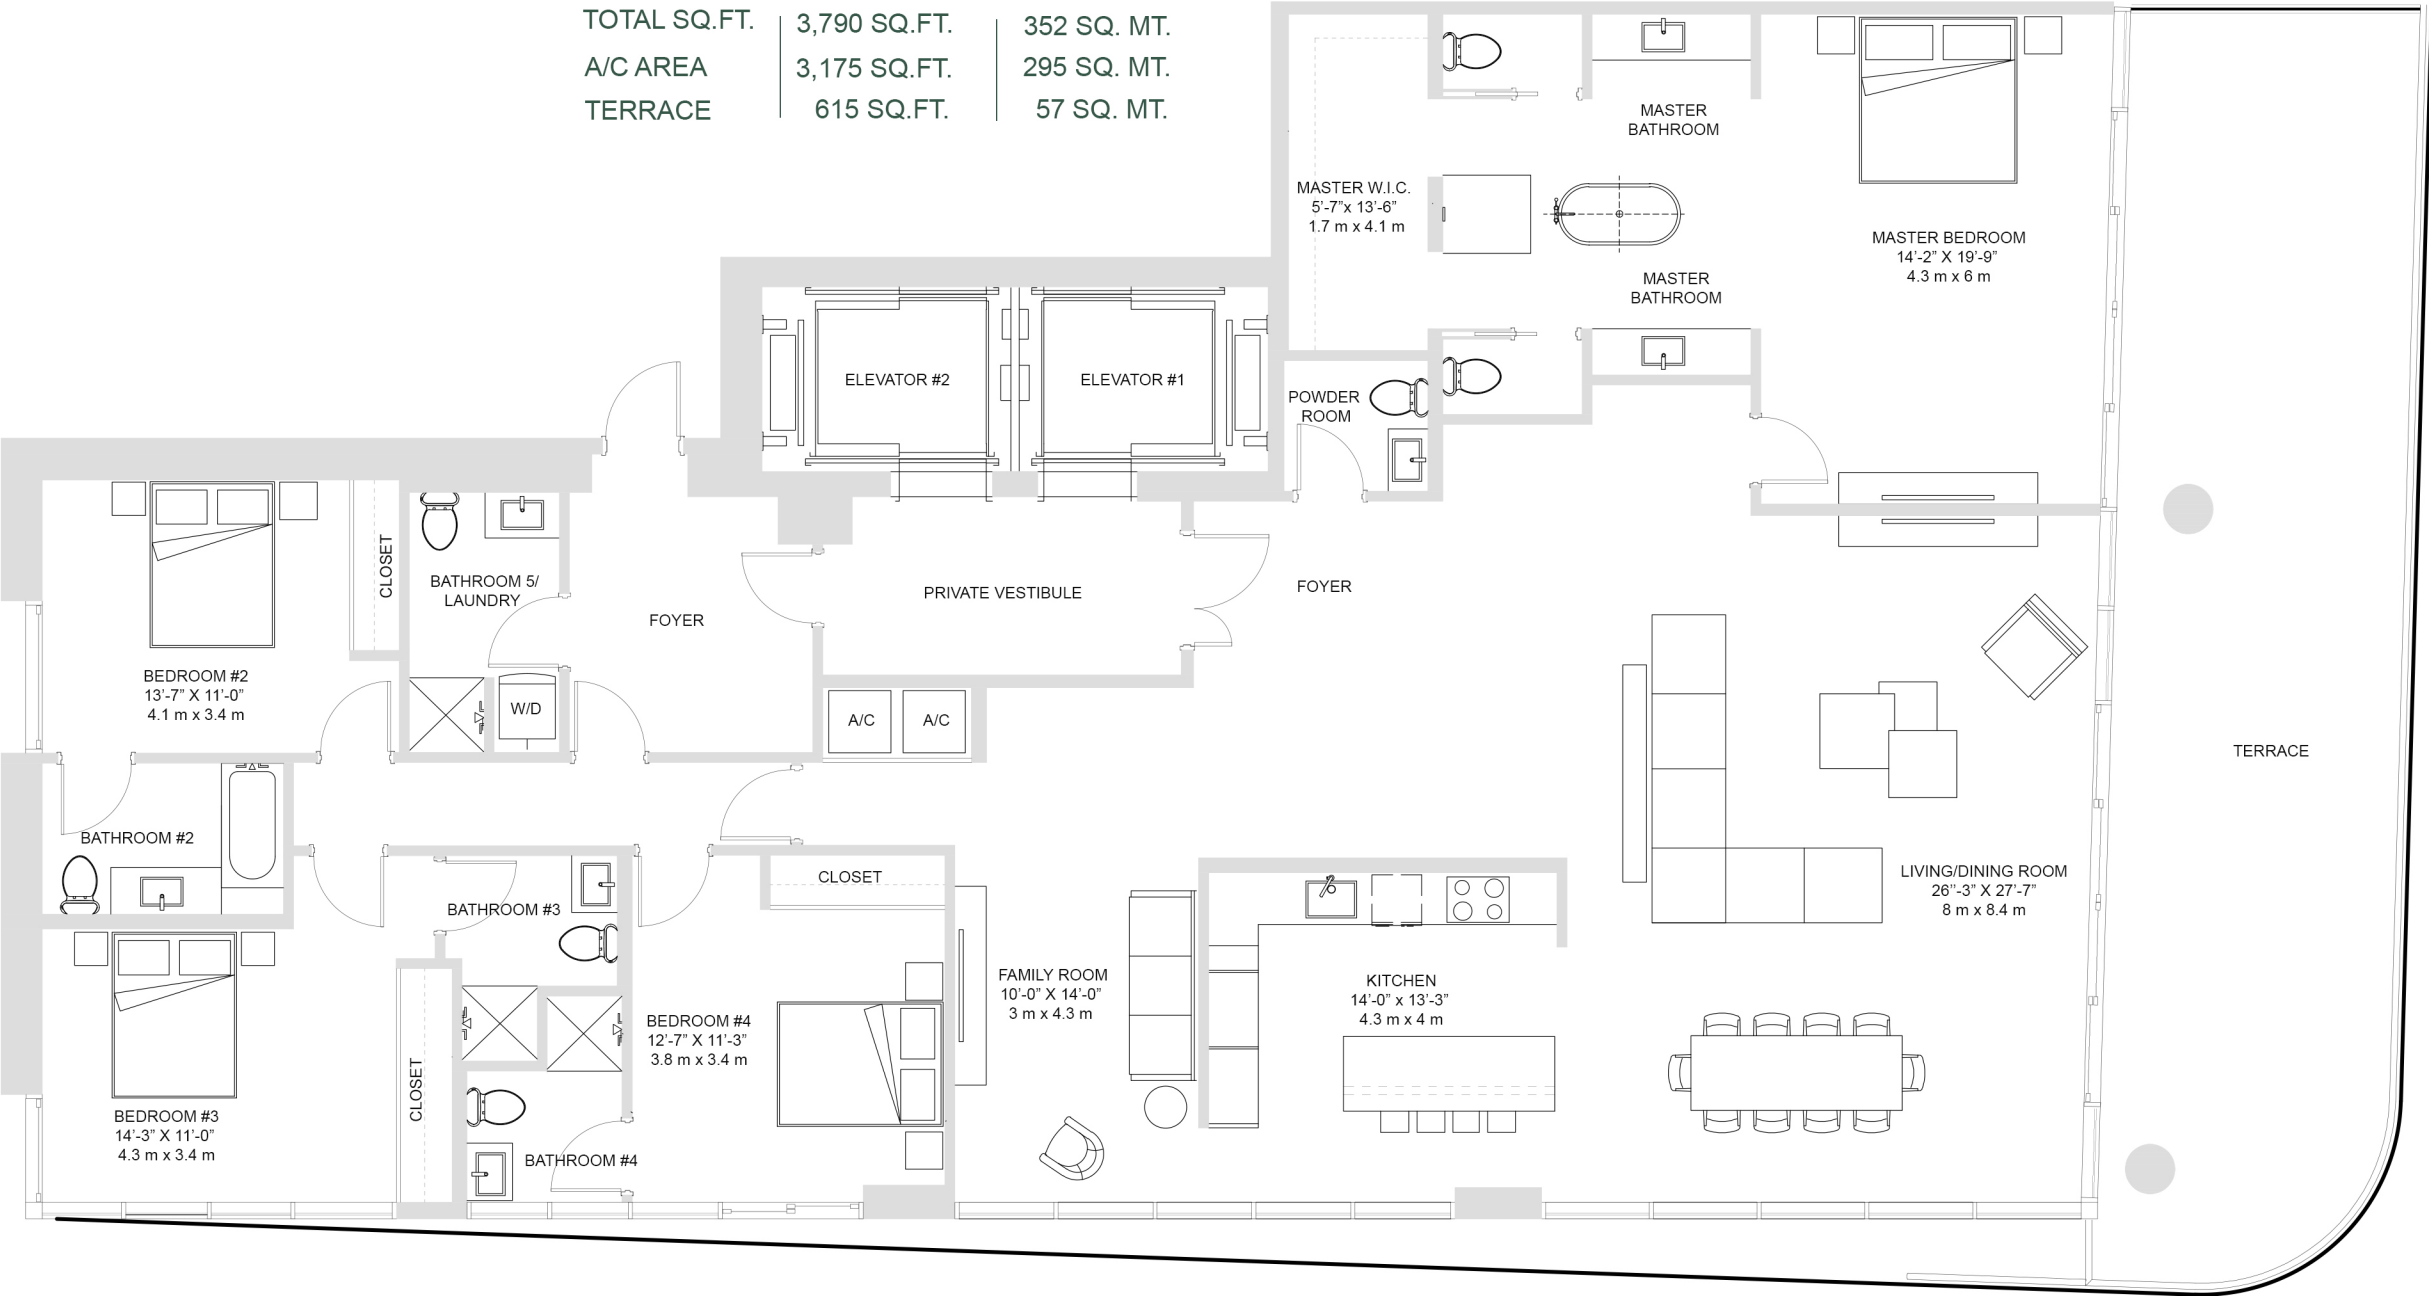 TOTAL SQ.FT. 3,790 SQ.FT. 352 SQ. MT.
A/C AREA 3,175 SQ.FT. 295 SQ. MT.
TERRACE 615 SQ.FT. 57 SQ. MT.
MASTER
BATHROOM
MASTER W.I.C.
5'-7"x 13'-6"
1.7 m x 4.1 m
MASTER BEDROOM
14'-2" X 19'-9"
4.3 m x 6 m
MASTER
BATHROOM
ELEVATOR #2
ELEVATOR #1
POWDER
ROOM
CLOSET
BATHROOM 5/
LAUNDRY
FOYER
PRIVATE VESTIBULE
FOYER
BEDROOM #2
13'-7" X 11'-0"
4.1 m x 3.4 m
W/D
A/C
A/C
TERRACE
BATHROOM #2
CLOSET
LIVING/DINING ROOM
26''-3" X 27'-7"
8 m x 8.4 m
BATHROOM #3
FAMILY ROOM
10'-0" X 14'-0"
3 m x 4.3 m
KITCHEN
14'-0" x 13'-3"
4.3 m x 4 m
BEDROOM #4
12'-7" X 11'-3"
3.8 m x 3.4 m
CLOSET
BEDROOM #3
14'-3" X 11'-0"
4.3 m x 3.4 m
BATHROOM #4